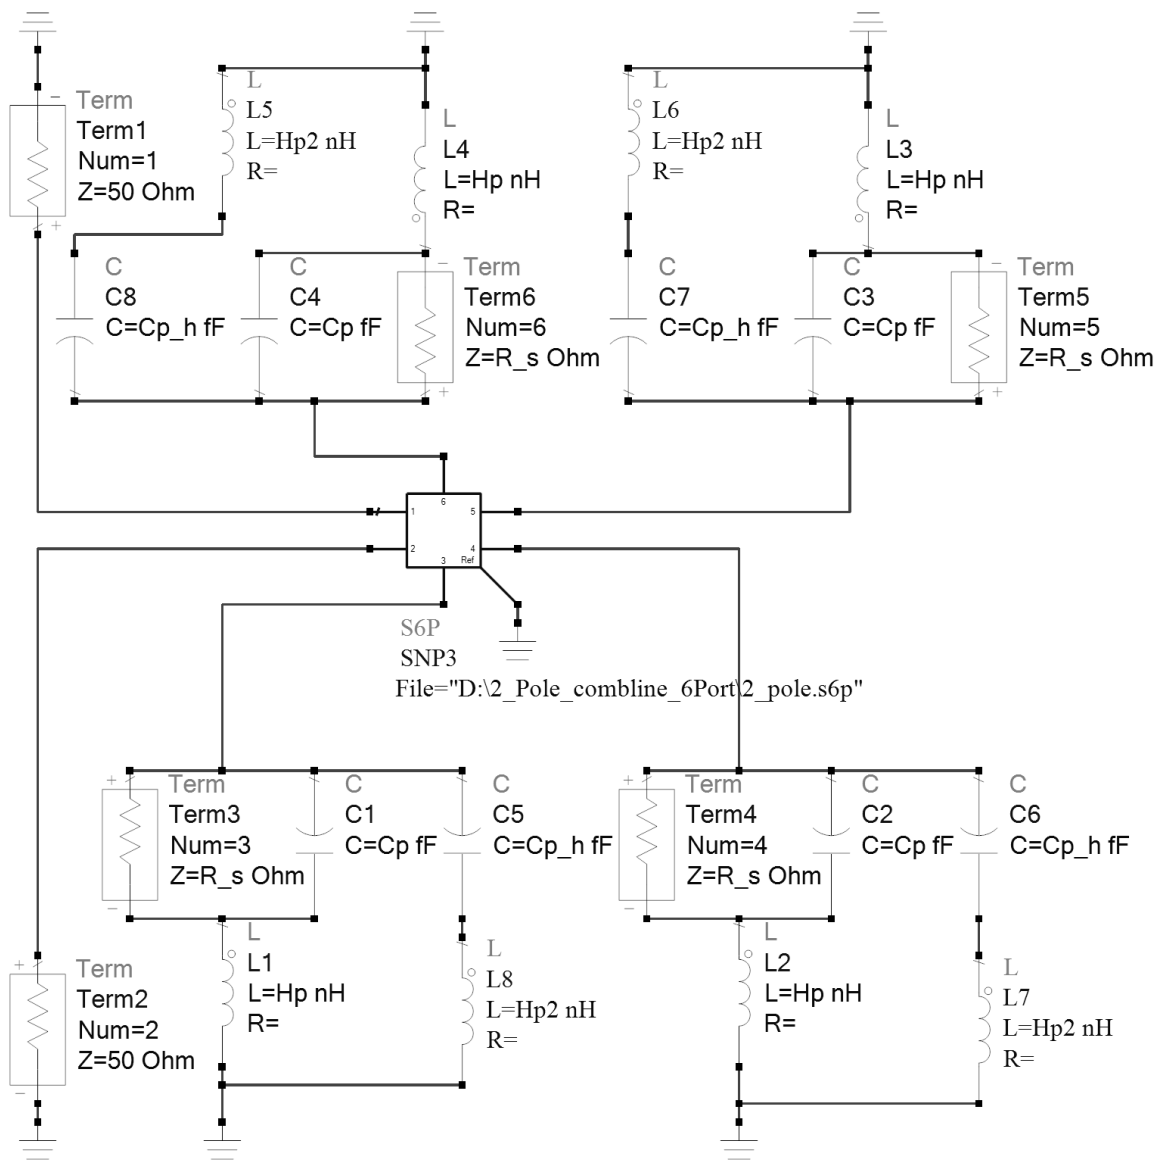 Term
Term1
Num=1
Z=50 Ohm
L
L5
L=Hp2 nH
R=
L
L4
L=Hp nH
R=
L
L6
L=Hp2 nH
R=
L
L3
L=Hp nH
R=
C
C8
C=Cp_h fF
C
C4
C=Cp fF
Term
Term6
Num=6
Z=R_s Ohm
C
C7
C=Cp_h fF
C
C3
C=Cp fF
Term
Term5
Num=5
Z=R_s Ohm
6
1
5
2
4
3
Ref
S6P
SNP3
File="D:\2_Pole_combline_6Port\2_pole.s6p"
Term
Term3
Num=3
Z=R_s Ohm
C
C1
C=Cp fF
C
C5
C=Cp_h fF
Term
Term4
Num=4
Z=R_s Ohm
C
C2
C=Cp fF
C
C6
C=Cp_h fF
Term
Term2
Num=2
Z=50 Ohm
L
L1
L=Hp nH
R=
L
L8
L=Hp2 nH
R=
L
L2
L=Hp nH
R=
L
L7
L=Hp2 nH
R=